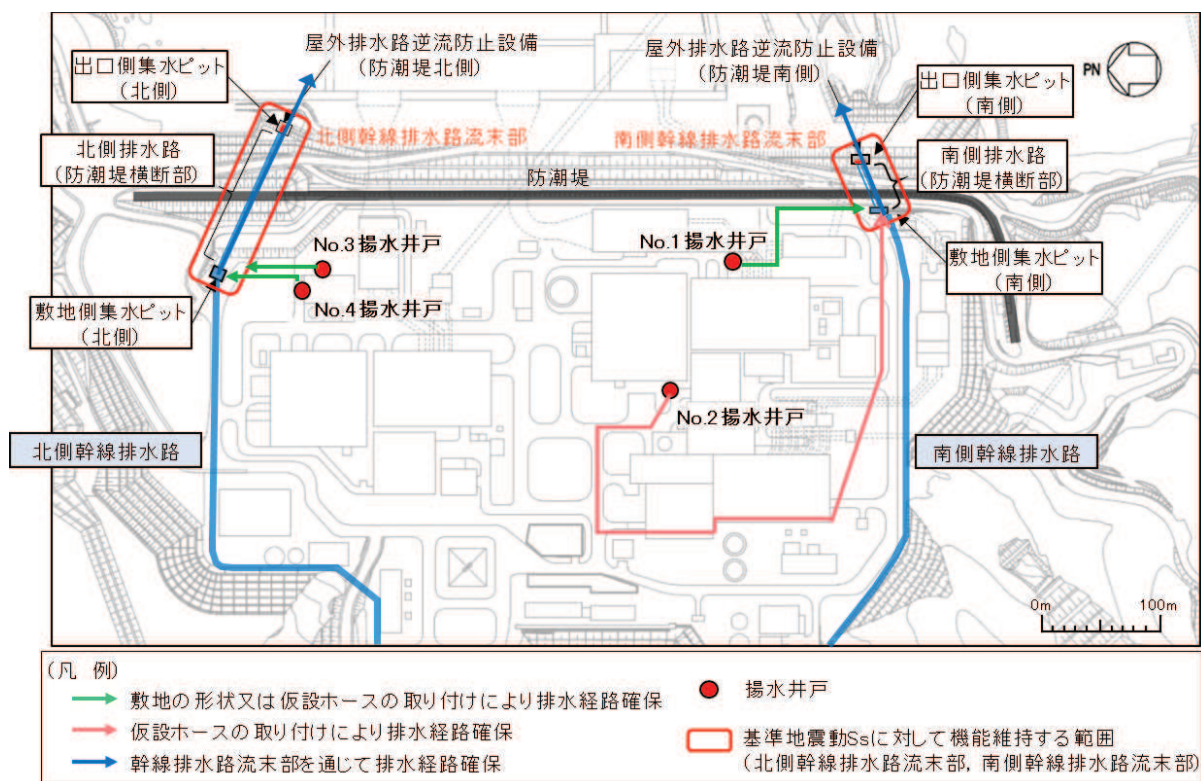 屋外排水路逆流防止設備
(防潮堤北側)
屋外排水路逆流防止設備
(防潮堤南側)
出口側集水ピット
(北側)
出口側集水ピット
(南側)
PN
北側幹線排水路流末部
南側幹線排水路流末部
北側排水路
(防潮堤横断部)
南側排水路
(防潮堤横断部)
防潮堤
No.3揚水井戸
No.1揚水井戸
No.4揚水井戸
敷地側集水ピット
(南側)
敷地側集水ピット
(北側)
No.2揚水井戸
北側幹線排水路
南側幹線排水路
0m 100m
(凡 例)
敷地の形状又は仮設ホースの取り付けにより排水経路確保
仮設ホースの取り付けにより排水経路確保
幹線排水路流末部を通じて排水経路確保
揚水井戸
基準地震動Ssに対して機能維持する範囲
(北側幹線排水路流末部, 南側幹線排水路流末部)